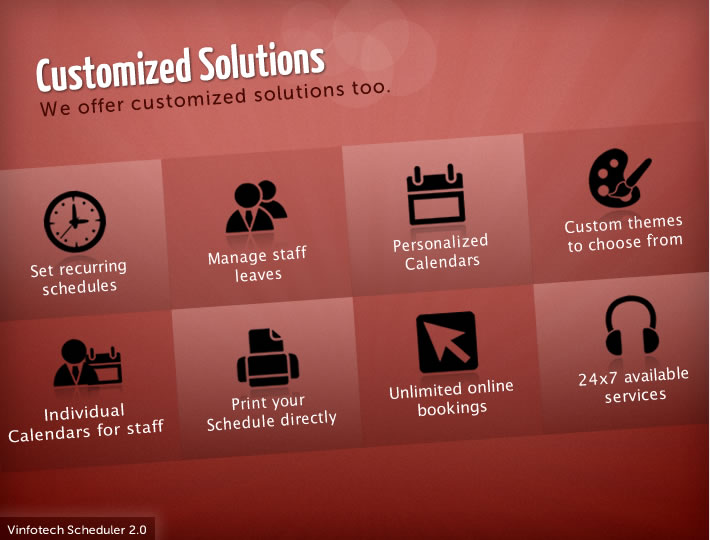 Customized Solutions
We offer customized solutions too.
Set recurring
schedules
Manage staff
leaves
Personalized
Calendars
Custom themes
to choose from
Individual
Calendars for staff
Print your
Schedule directly
Unlimited online
bookings
24x7 available
services
Vinfotech Scheduler 2.0